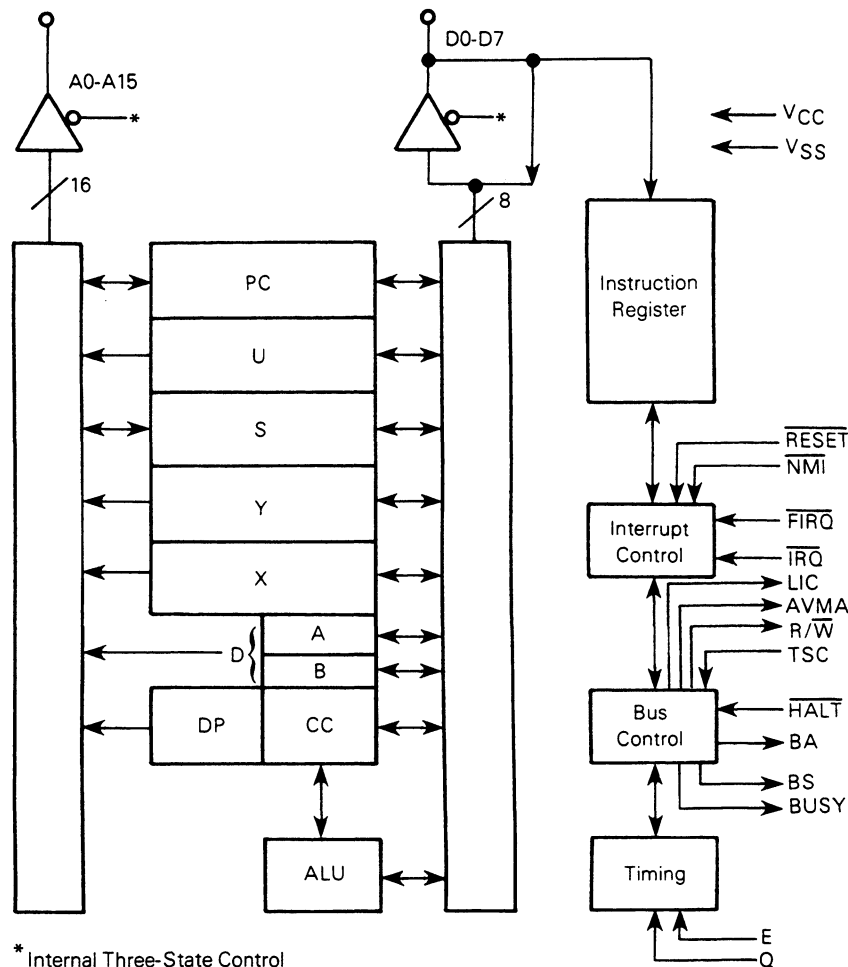 D0-D7
A0-A15
*
*
VCC
VSS
16
8
PC
Instruction
Register
U
S
RESET
NMI
Y
Interrupt
Control
FIRQ
IRQ
X
LIC
AVMA
A
R/W
D{
TSC
B
DP
CC
Bus
Control
HALT
BA
BS
BUSY
ALU
Timing
E
Q
* Internal Three-State Control